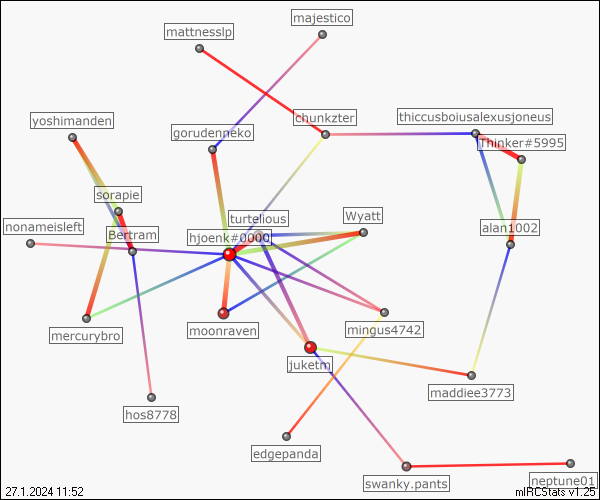 majestico
mattnesslp
chunkzter
thiccusboiusalexusjoneus
yoshimanden
gorudenneko
Thinker#5995
sorapie
turtelious
Wyatt
nonameisleft
Bertram
hjoenk#0000
alan1002
moonraven
mingus4742
mercurybro
juketm
maddiee3773
hos8778
edgepanda
swanky.pants
neptune01
27.1.2024 11:52
mIRCStats v1.25